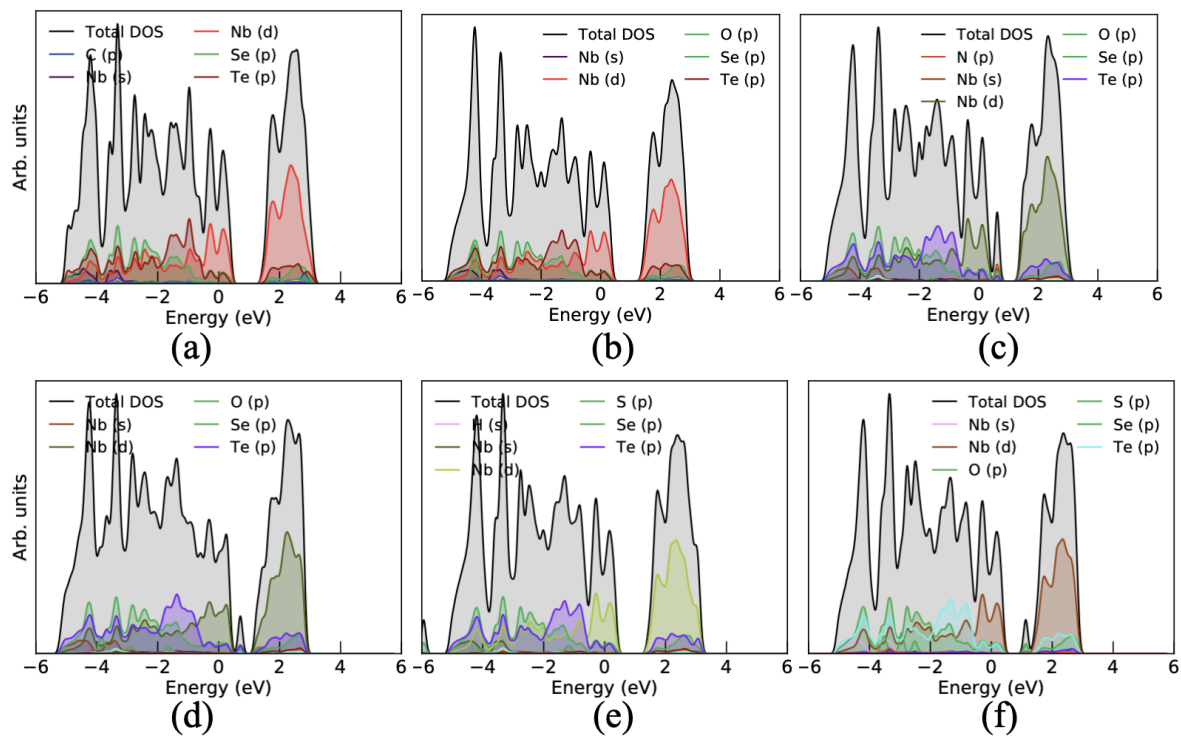 Total DOS
C (p)
Nb (s)
Nb (d)
Se (p)
Te (p)
Arb. units
−6 −4 −2 0 2 4 6
Energy (eV)
(a)
Total DOS
Nb (s)
Nb (d)
O (p)
Se (p)
Te (p)
−6 −4 −2 0 2 4 6
Energy (eV)
(b)
Total DOS
N (p)
Nb (s)
Nb (d)
O (p)
Se (p)
Te (p)
−6 −4 −2 0 2 4 6
Energy (eV)
(c)
Total DOS
Nb (s)
Nb (d)
O (p)
Se (p)
Te (p)
Arb. units
−6 −4 −2 0 2 4 6
Energy (eV)
(d)
Total DOS
H (s)
Nb (s)
Nb (d)
S (p)
Se (p)
Te (p)
−6 −4 −2 0 2 4 6
Energy (eV)
(e)
Total DOS
Nb (s)
Nb (d)
O (p)
S (p)
Se (p)
Te (p)
−6 −4 −2 0 2 4 6
Energy (eV)
(f)